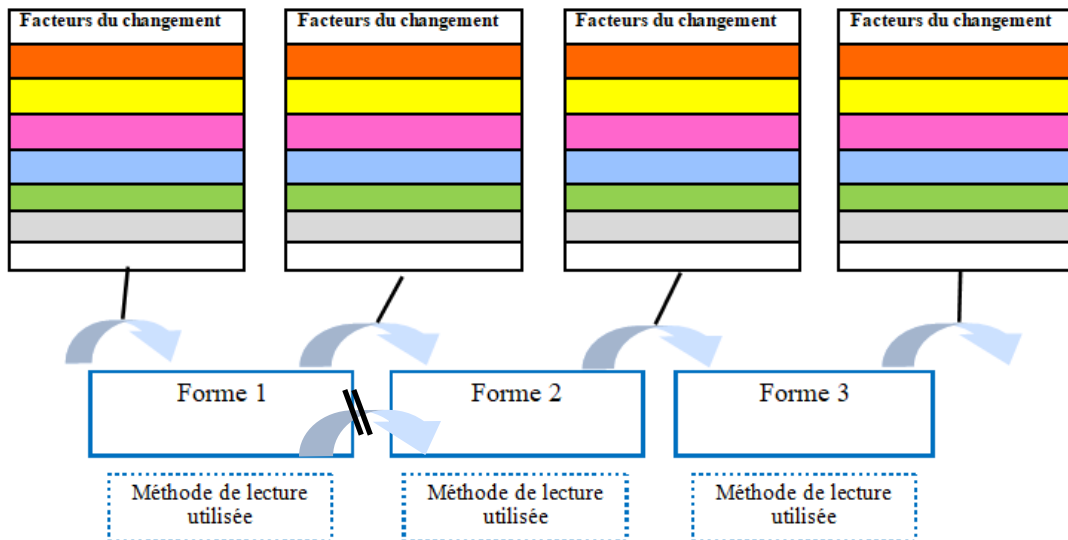 Facteurs du changement
Facteurs du changement
Facteurs du changement
Facteurs du changement
Forme 1
Forme 2
Forme 3
Méthode de lecture
utilisée
Méthode de lecture
utilisée
Méthode de lecture
utilisée